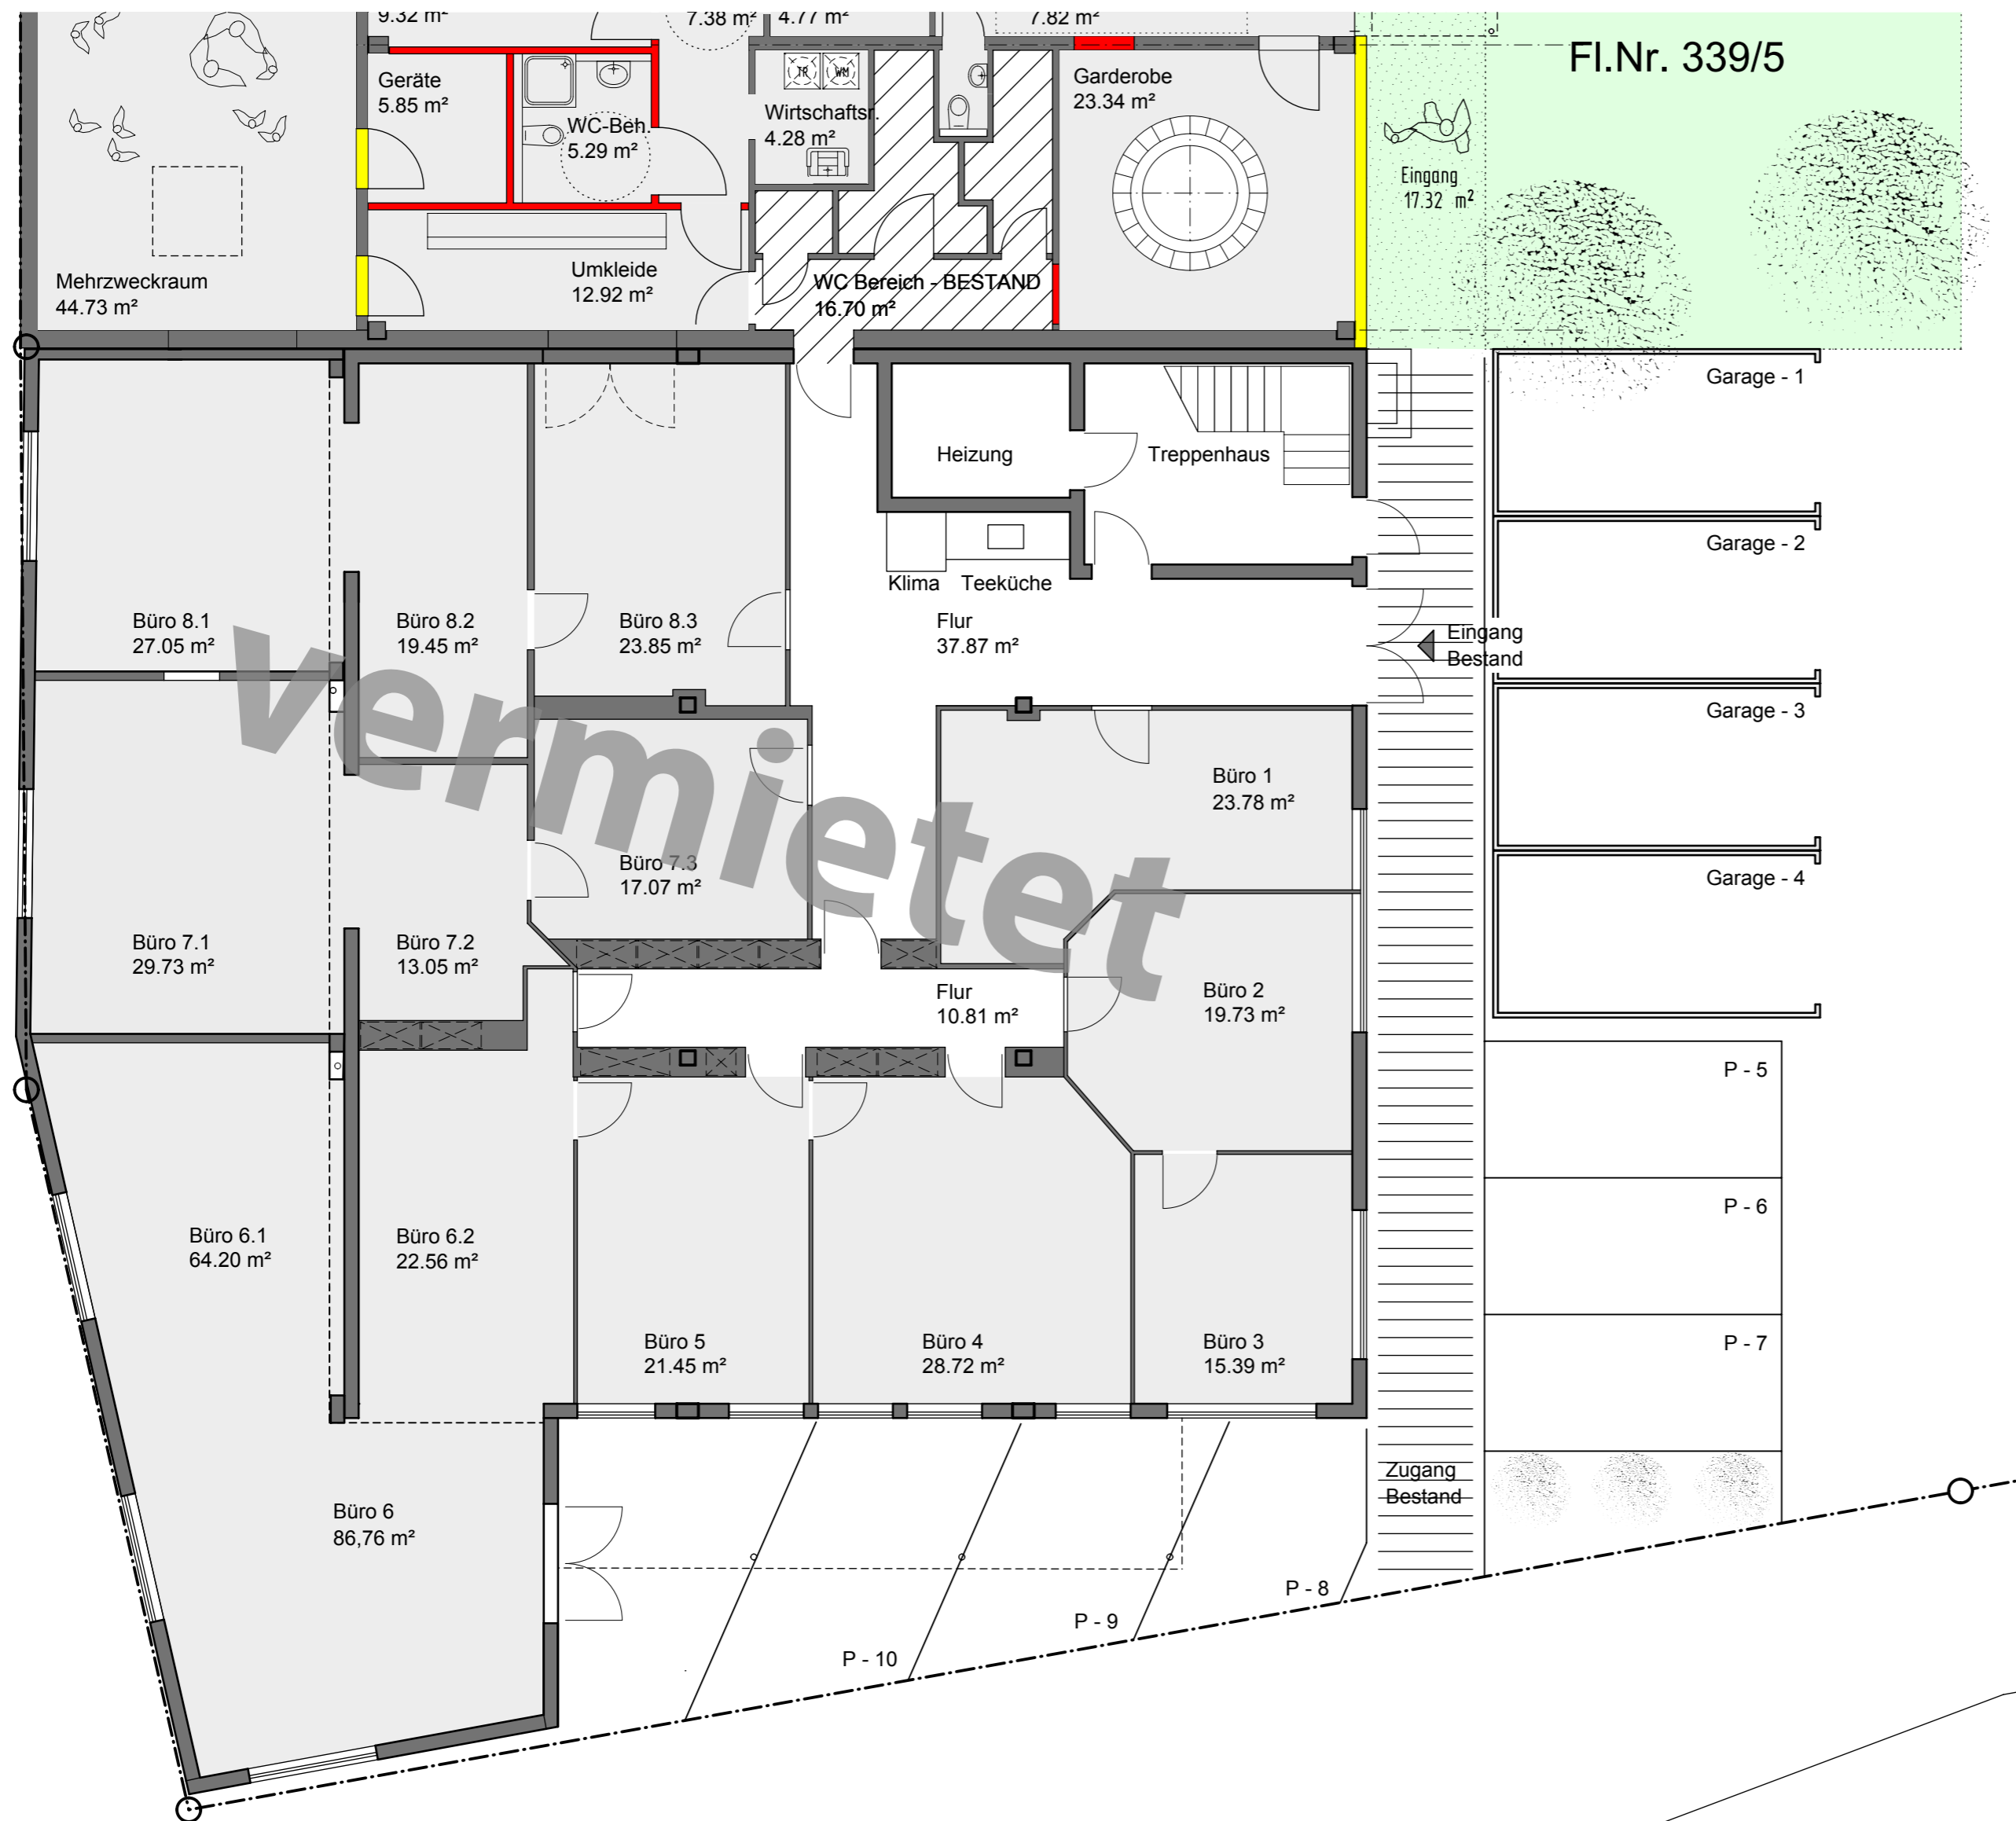 9.32 m²
7.38 m²
4.77 m²
7.82 m²
Fl.Nr. 339/5
Geräte
5.85 m²
WC-Beh.
5.29 m²
TR
WM
Wirtschaftsr.
4.28 m²
Garderobe
23.34 m²
Eingang
17.32 m²
Mehrzweckraum
44.73 m²
Umkleide
12.92 m²
WC Bereich - BESTAND
16.70 m²
Garage - 1
Heizung
Treppenhaus
Garage - 2
Klima
Teeküche
Büro 8.1
27.05 m²
Büro 8.2
19.45 m²
Büro 8.3
23.85 m²
Flur
37.87 m²
Eingang
Bestand
vermietet
Garage - 3
Büro 1
23.78 m²
Büro 7.3
17.07 m²
Garage - 4
Büro 7.1
29.73 m²
Büro 7.2
13.05 m²
Flur
10.81 m²
Büro 2
19.73 m²
P - 5
P - 6
Büro 6.1
64.20 m²
Büro 6.2
22.56 m²
Büro 5
21.45 m²
Büro 4
28.72 m²
Büro 3
15.39 m²
P - 7
Zugang
Bestand
Büro 6
86,76 m²
P - 8
P - 9
P - 10